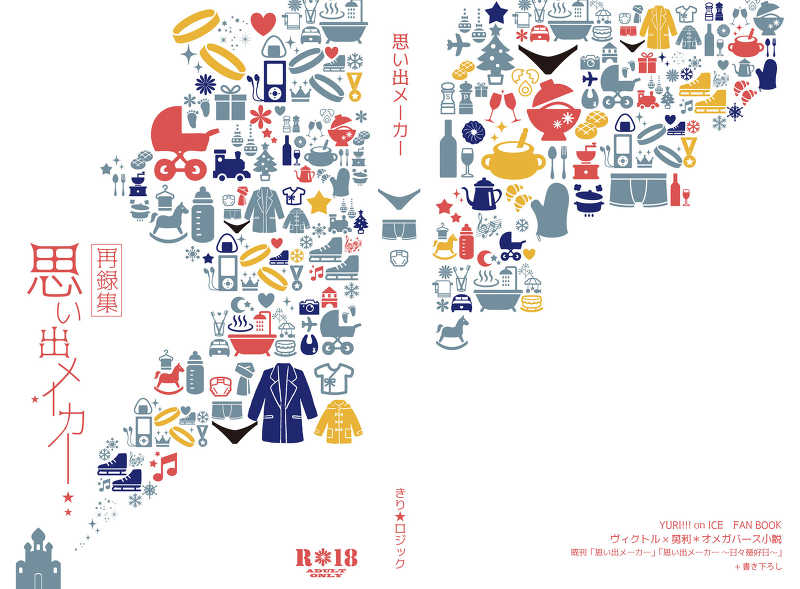 再録集
思い出メーカー
R18
ADULT
ONLY
思い出メーカー
きり★ロジック
YURI!!! on ICE FAN BOOK
ヴィクトル×勇利＊オメガバース小説
既刊「思い出メーカー」「思い出メーカー ～日々是好日～」
+書き下ろし